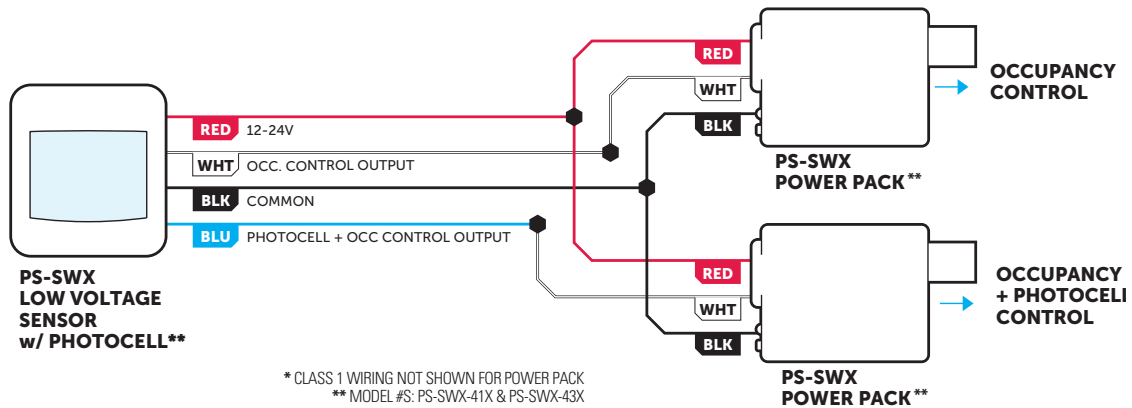 RED
WHT
BLK
OCCUPANCY
CONTROL
PS-SWX
POWER PACK**
RED 12-24V
WHT OCC. CONTROL OUTPUT
BLK COMMON
BLU PHOTOCELL + OCC CONTROL OUTPUT
PS-SWX
LOW VOLTAGE
SENSOR
w/ PHOTOCELL**
RED
WHT
BLK
OCCUPANCY
+ PHOTOCELL
CONTROL
PS-SWX
POWER PACK**
* CLASS 1 WIRING NOT SHOWN FOR POWER PACK
** MODEL #S: PS-SWX-41X & PS-SWX-43X